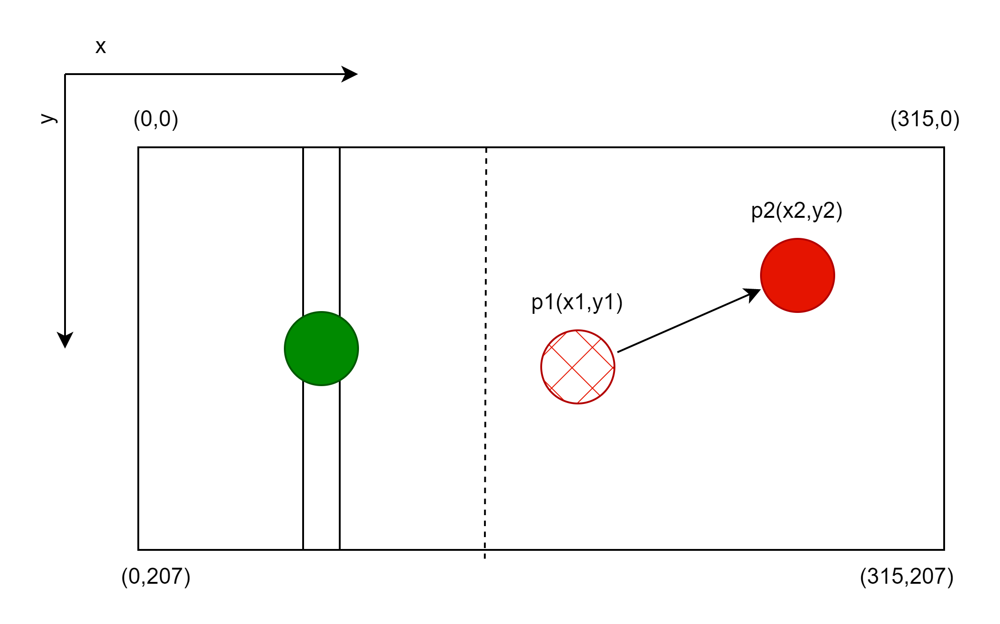 x
y
(0,0)
(315,0)
p2(x2,y2)
p1(x1,y1)
(0,207)
(315,207)